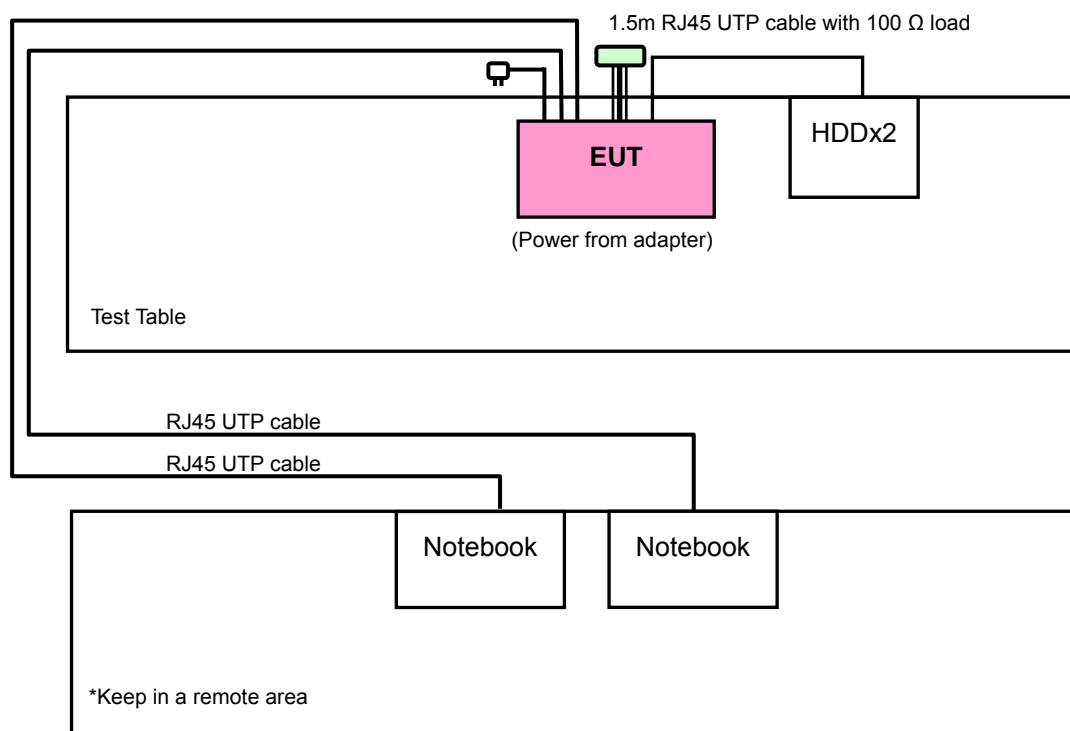 1.5m RJ45 UTP cable with 100 Ω load
EUT
HDDx2
(Power from adapter)
Test Table
RJ45 UTP cable
RJ45 UTP cable
Notebook
Notebook
*Keep in a remote area